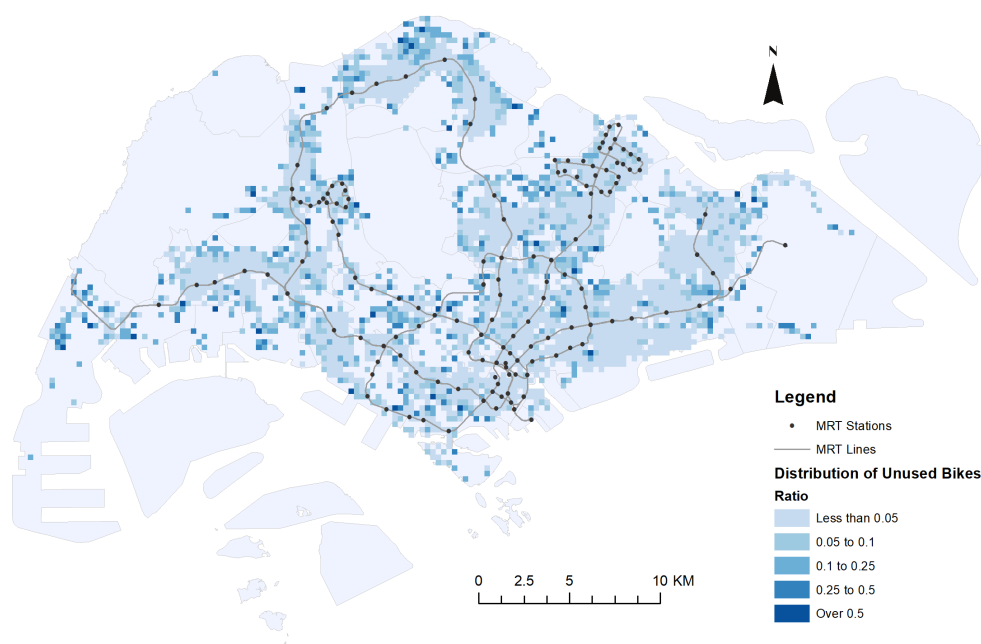 N
Legend
MRT Stations
MRT Lines
Distribution of Unused Bikes
Ratio
Less than 0.05
0.05 to 0.1
0.1 to 0.25
0.25 to 0.5
Over 0.5
0 2.5 5 10 KM